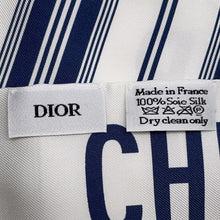 DIOR
Made in France
100% Soie Silk
Dry clean only
CH